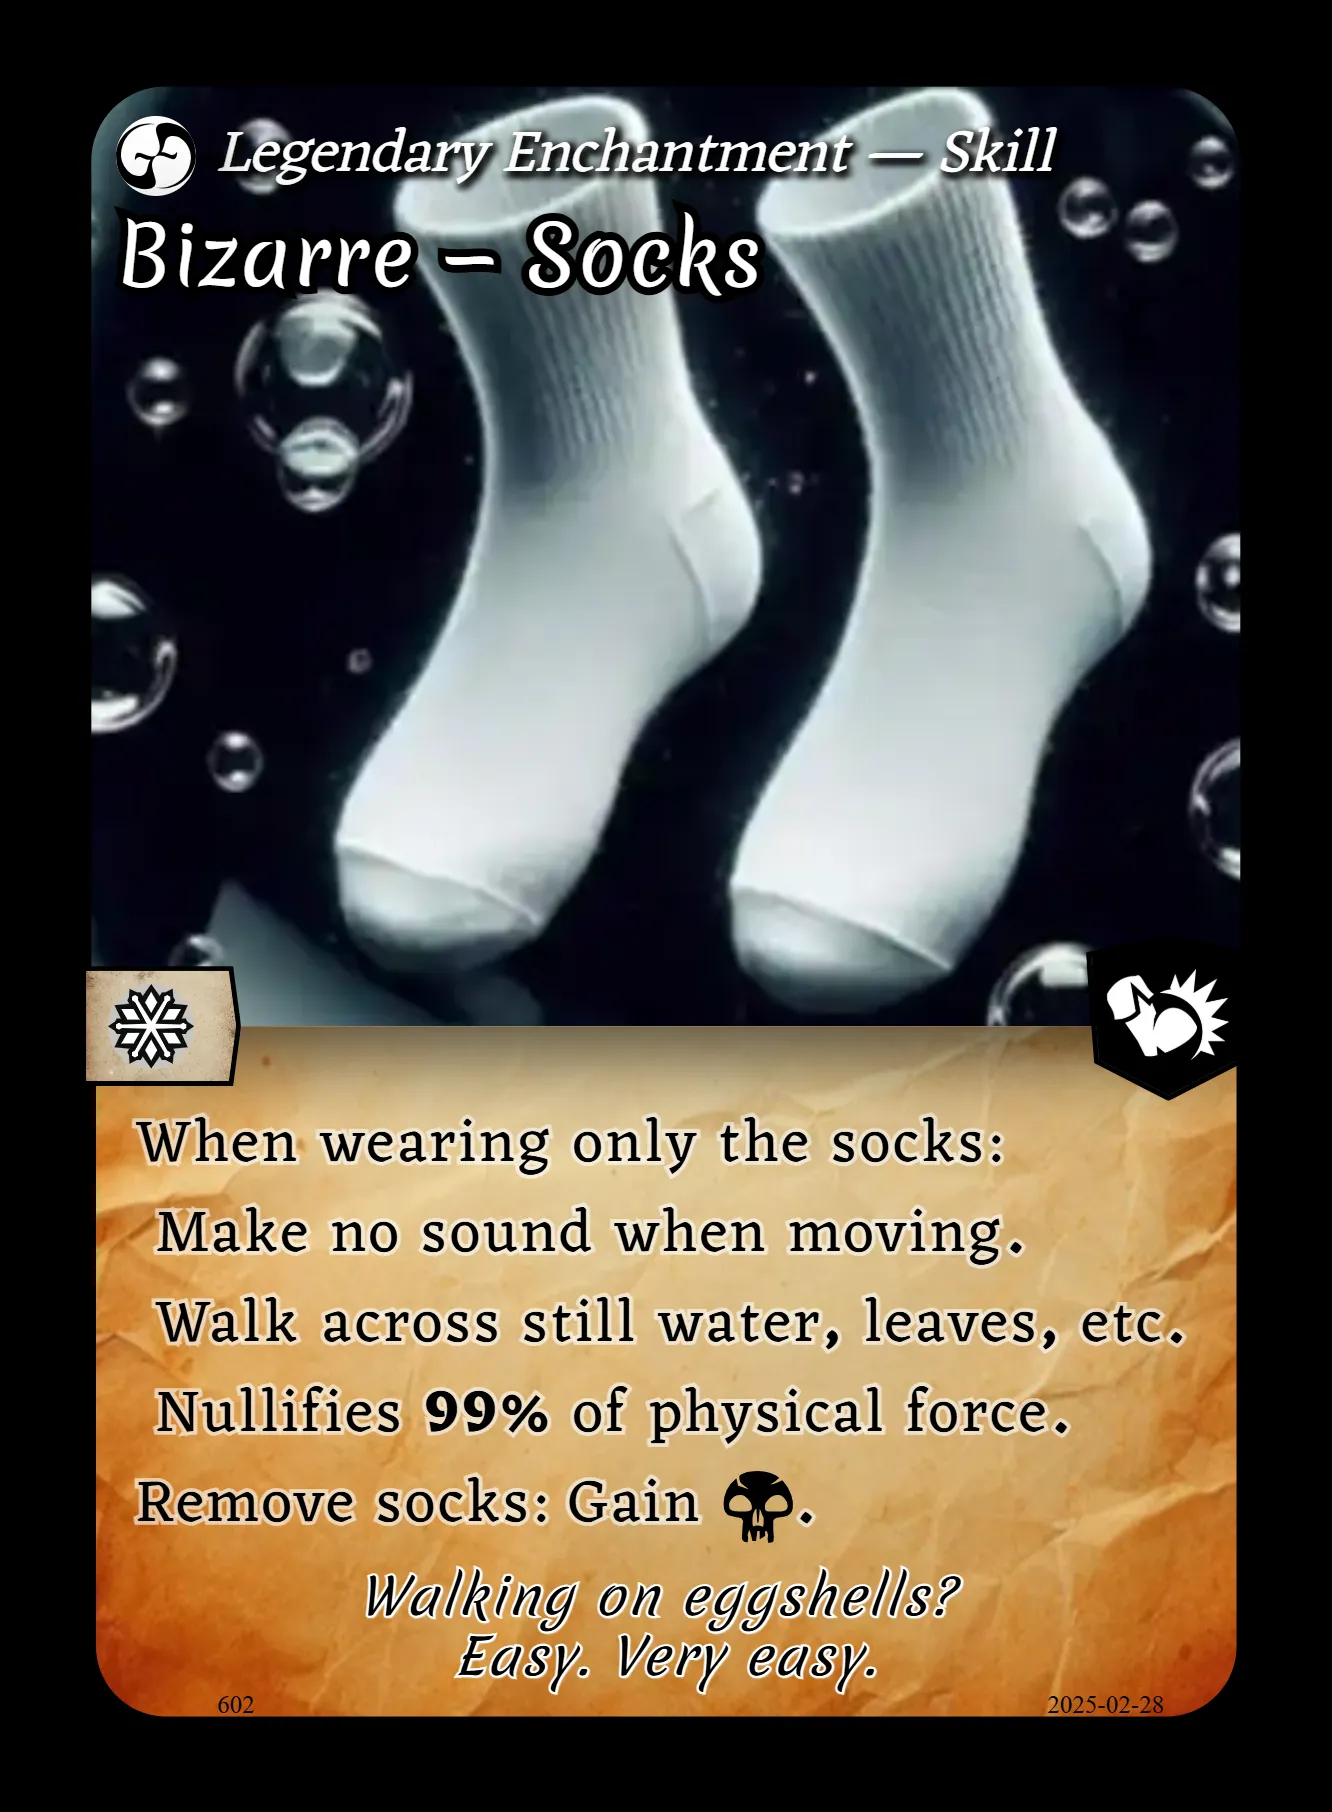 Legendary Enchantment — Skill
Bizarre – Socks
When wearing only the socks:
Make no sound when moving.
Walk across still water, leaves, etc.
Nullifies 99% of physical force.
Remove socks: Gain .
Walking on eggshells?
Easy. Very easy.
602
2025-02-28